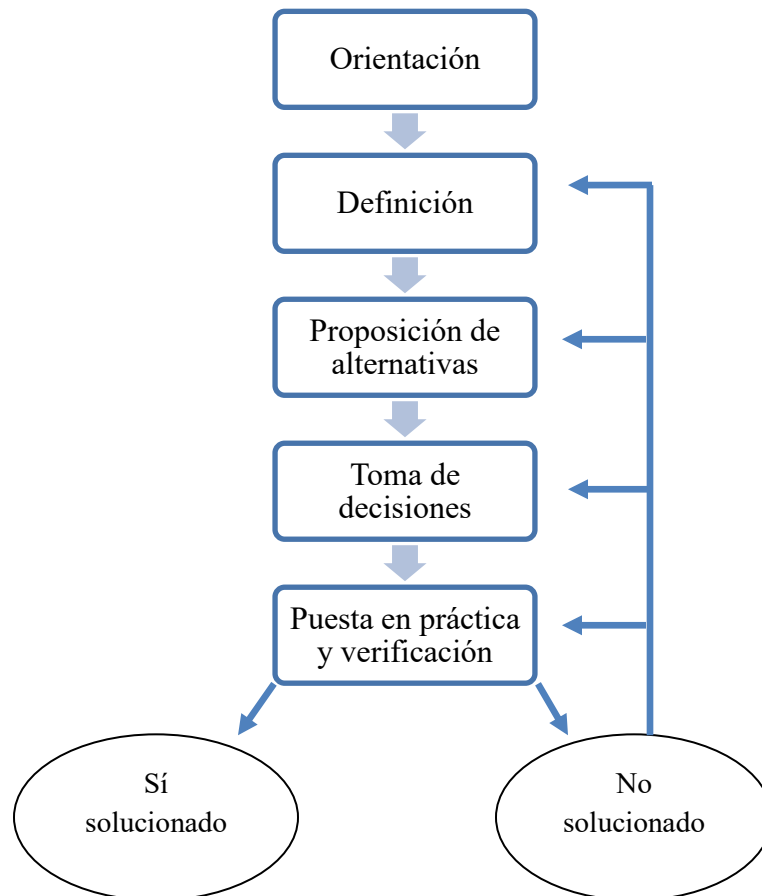 Orientación
Definición
Proposición de
alternativas
Toma de
decisiones
Puesta en práctica
y verificación
Sí
solucionado
No
solucionado